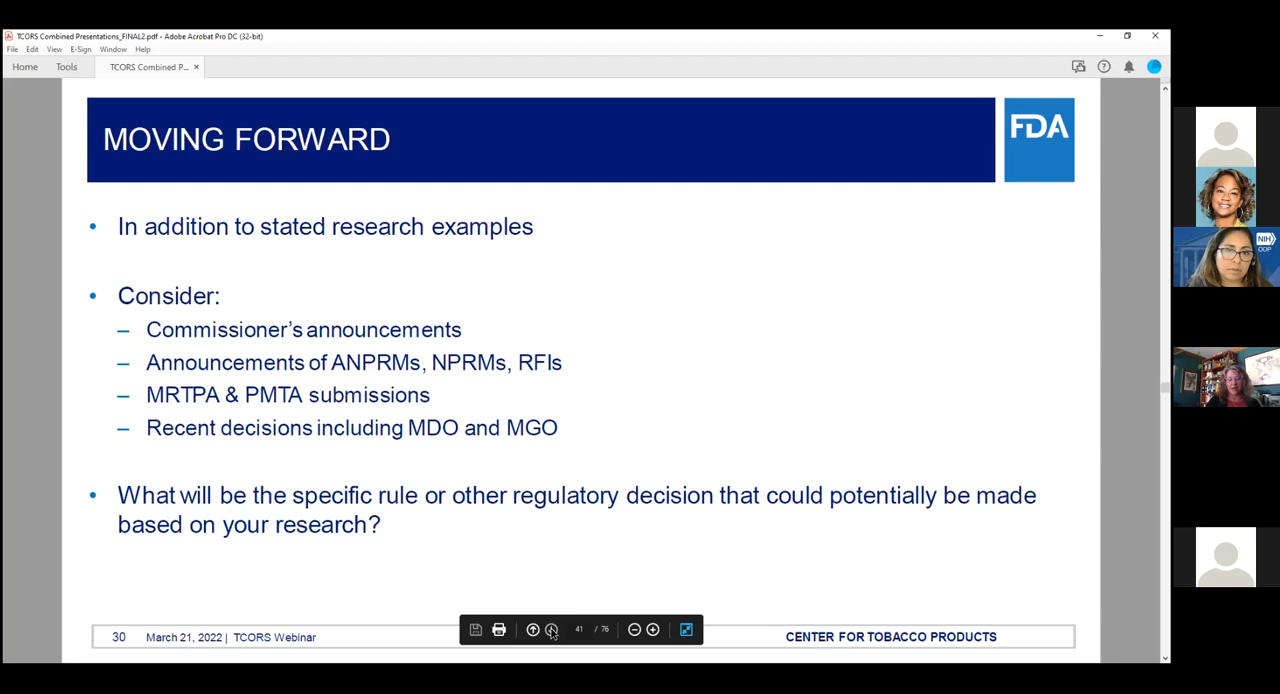 TCORS Combined Presentations_FINAL2.pdf - Adobe Acrobat Pro DC (32-bit)
File Edit View E-Sign Window Help
Home Tools TCORS Combined P... ×
MOVING FORWARD
FDA
• In addition to stated research examples
• Consider:
– Commissioner's announcements
– Announcements of ANPRMs, NPRMs, RFIs
– MRTPA & PMTA submissions
– Recent decisions including MDO and MGO
• What will be the specific rule or other regulatory decision that could potentially be made
based on your research?
30 March 21, 2022 | TCORS Webinar
41 / 76
CENTER FOR TOBACCO PRODUCTS
NIH
ODP